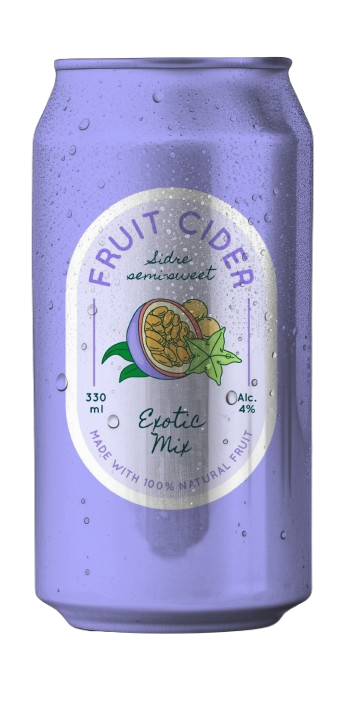 FRUIT CIDER
Sidre
semi-sweet
330
ml
Alc.
4%
Exotic
Mix
MADE WITH 100% NATURAL FRUIT